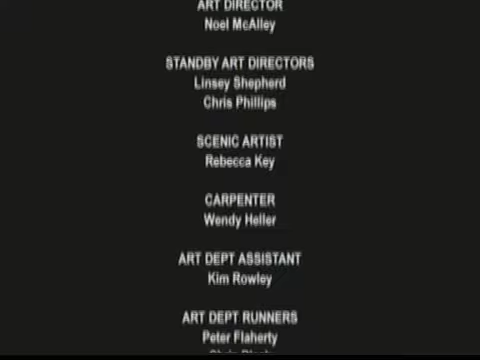 ART DIRECTOR
Noel McAlley
STANDBY ART DIRECTORS
Linsey Shepherd
Chris Phillips
SCENIC ARTIST
Rebecca Key
CARPENTER
Wendy Heller
ART DEPT ASSISTANT
Kim Rowley
ART DEPT RUNNERS
Peter Flaherty
Chris